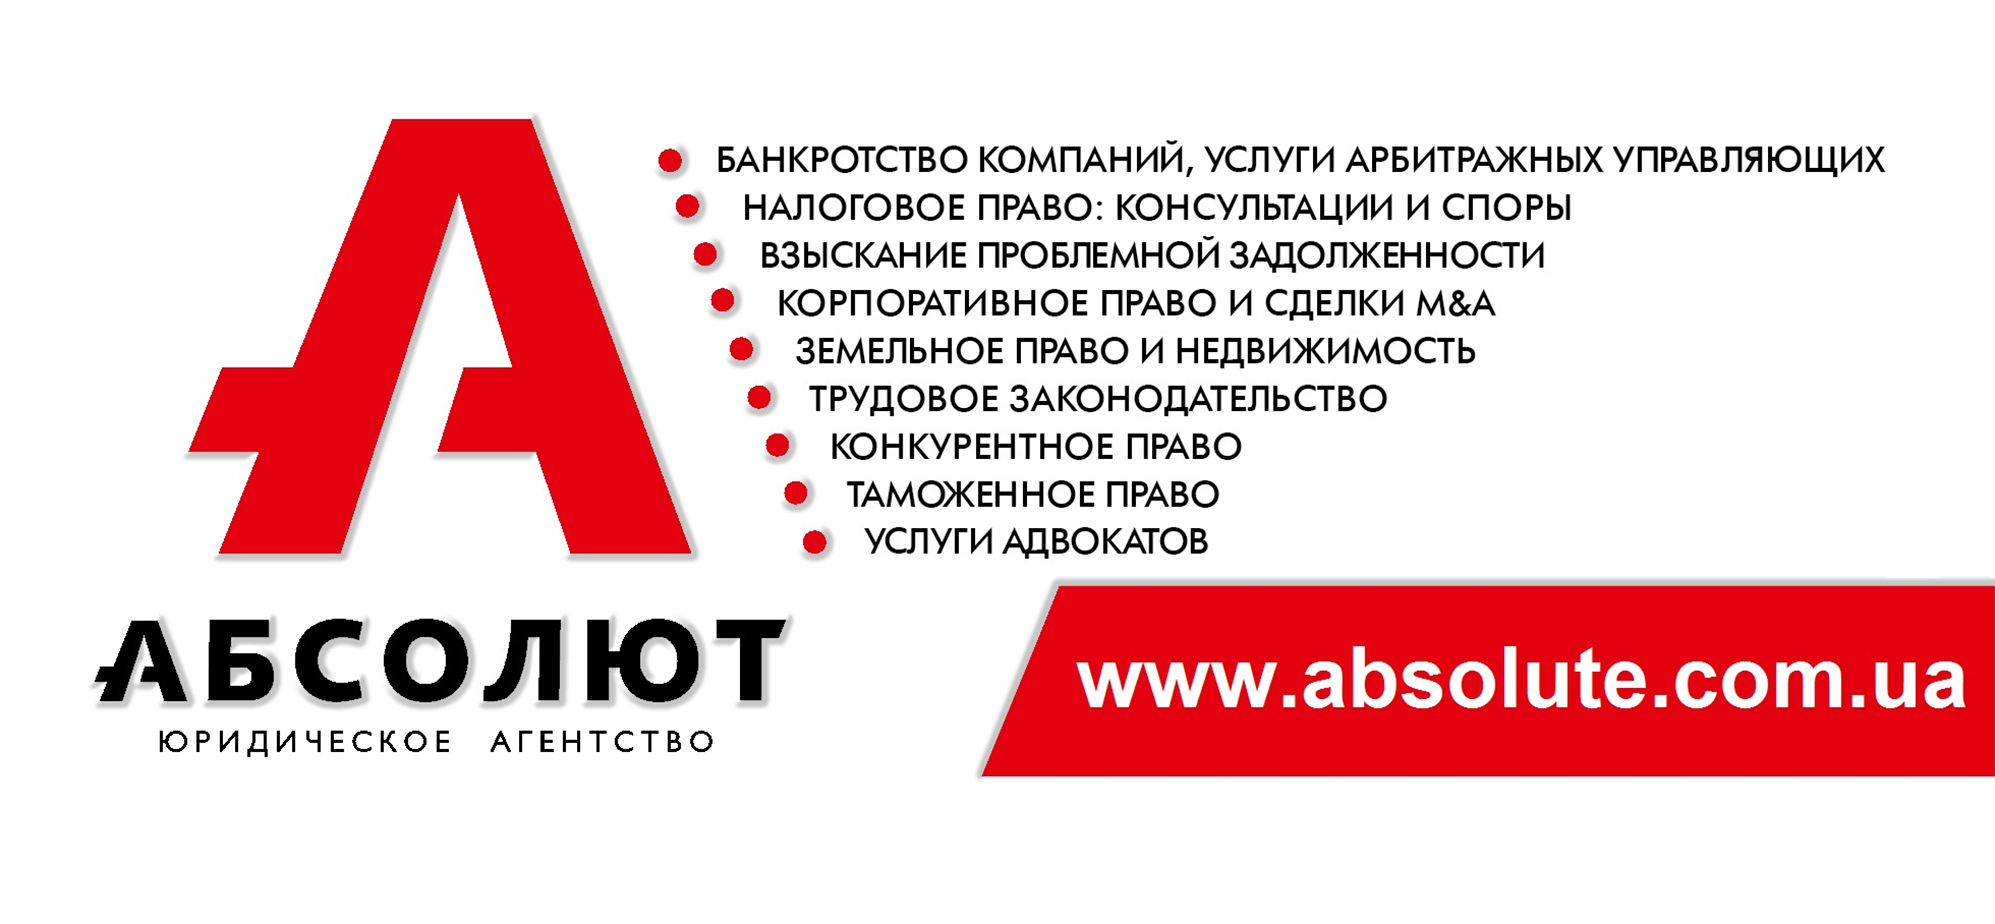 БАНКРОТСТВО КОМПАНИЙ, УСЛУГИ АРБИТРАЖНЫХ УПРАВЛЯЮЩИХ
НАЛОГОВОЕ ПРАВО: КОНСУЛЬТАЦИИ И СПОРЫ
ВЗЫСКАНИЕ ПРОБЛЕМНОЙ ЗАДОЛЖЕННОСТИ
КОРПОРАТИВНОЕ ПРАВО И СДЕЛКИ M&A
ЗЕМЕЛЬНОЕ ПРАВО И НЕДВИЖИМОСТЬ
ТРУДОВОЕ ЗАКОНОДАТЕЛЬСТВО
КОНКУРЕНТНОЕ ПРАВО
ТАМОЖЕННОЕ ПРАВО
УСЛУГИ АДВОКАТОВ
АБСОЛЮТ
ЮРИДИЧЕСКОЕ АГЕНТСТВО
www.absolute.com.ua